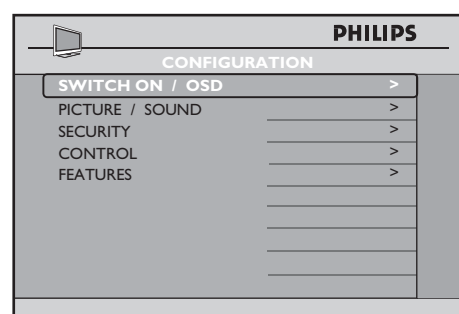 PHILIPS
CONFIGURATION
SWITCH ON / OSD >
PICTURE / SOUND >
SECURITY >
CONTROL >
FEATURES >